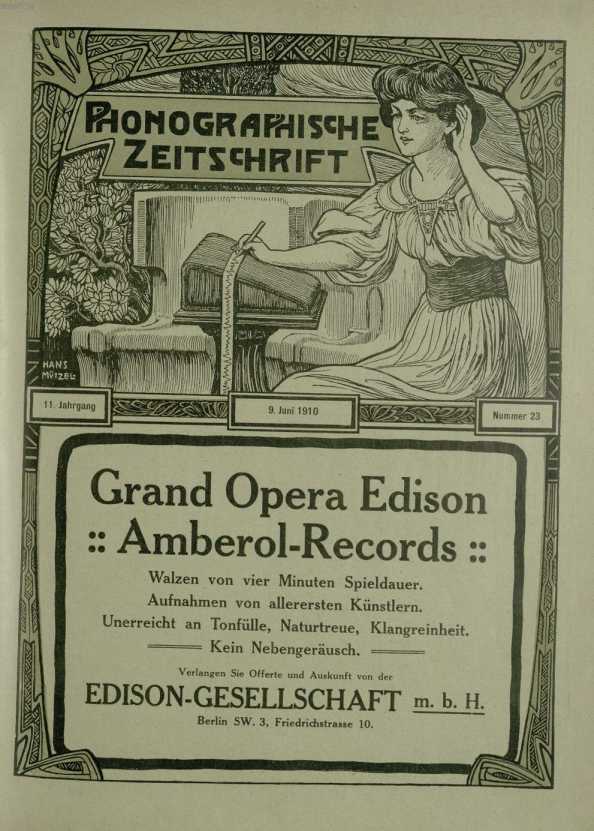 PHONOGRAPHISCHE
ZEITSCHRIFT
HANS
MÜTZEL
11. Jahrgang
9. Juni 1910
Nummer 23
Grand Opera Edison
:: Amberol-Records ::
Walzen von vier Minuten Spieldauer.
Aufnahmen von allerersten Künstlern.
Unerreicht an Tonfülle, Naturtreue, Klangreinheit.
Kein Nebengeräusch.
Verlangen Sie Offerte und Auskunft von der
EDISON-GESELLSCHAFT m. b. H.
Berlin SW. 3, Friedrichstrasse 10.